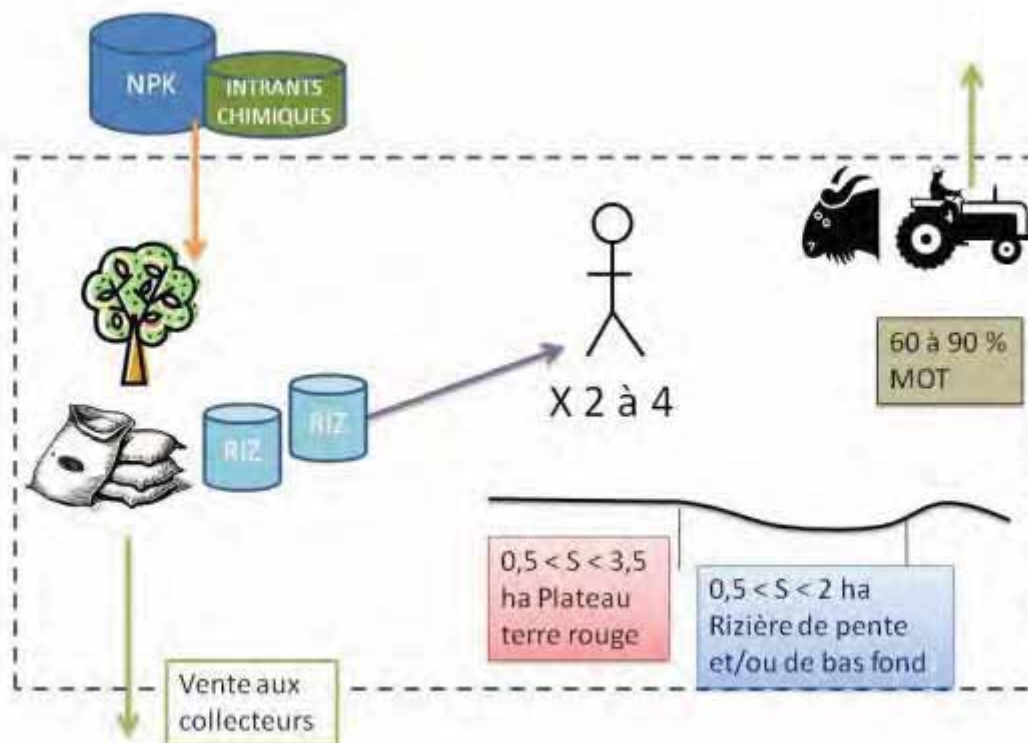 NPK
INTRANTS
CHIMIQUES
X 2 à 4
60 à 90 %
MOT
RIZ
RIZ
0,5 < S < 3,5
ha Plateau
terre rouge
0,5 < S < 2 ha
Rizière de pente
et/ou de bas fond
Vente aux
collecteurs